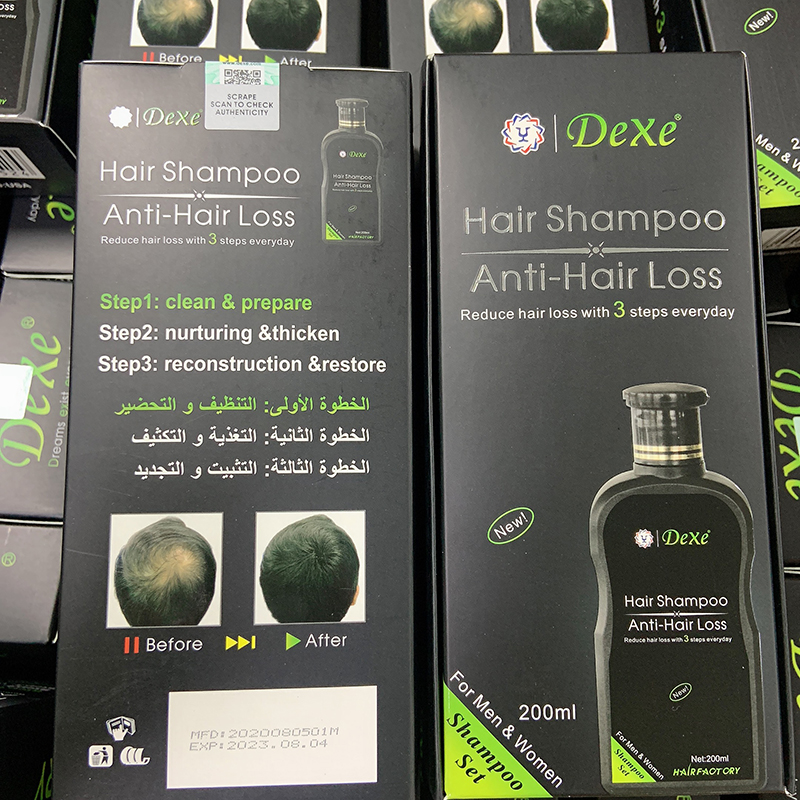 Before
After
DeXe®
SCRAPE
SCAN TO CHECK
AUTHENTICITY
Hair Shampoo
Anti-Hair Loss
Reduce hair loss with 3 steps everyday
Step1: clean & prepare
Step2: nurturing &thicken
Step3: reconstruction &restore
الخطوة الأولى: التنظيف و التحضير
الخطوة الثانية: التغذية و التكثيف
الخطوة الثالثة: التثبيت و التجديد
Before
After
MFD:2020080501M
EXP:2023.08.04
DeXe®
Hair Shampoo
Anti-Hair Loss
Reduce hair loss with 3 steps everyday
New!
DeXe®
Hair Shampoo
Anti-Hair Loss
Reduce hair loss with 3 steps everyday
New!
For Men & Women
Shampoo
Set
Net:200ml
HAIRFACTORY
200ml
For Men & Women
Shampoo
Set
New!
DeXe®
Dreams exist